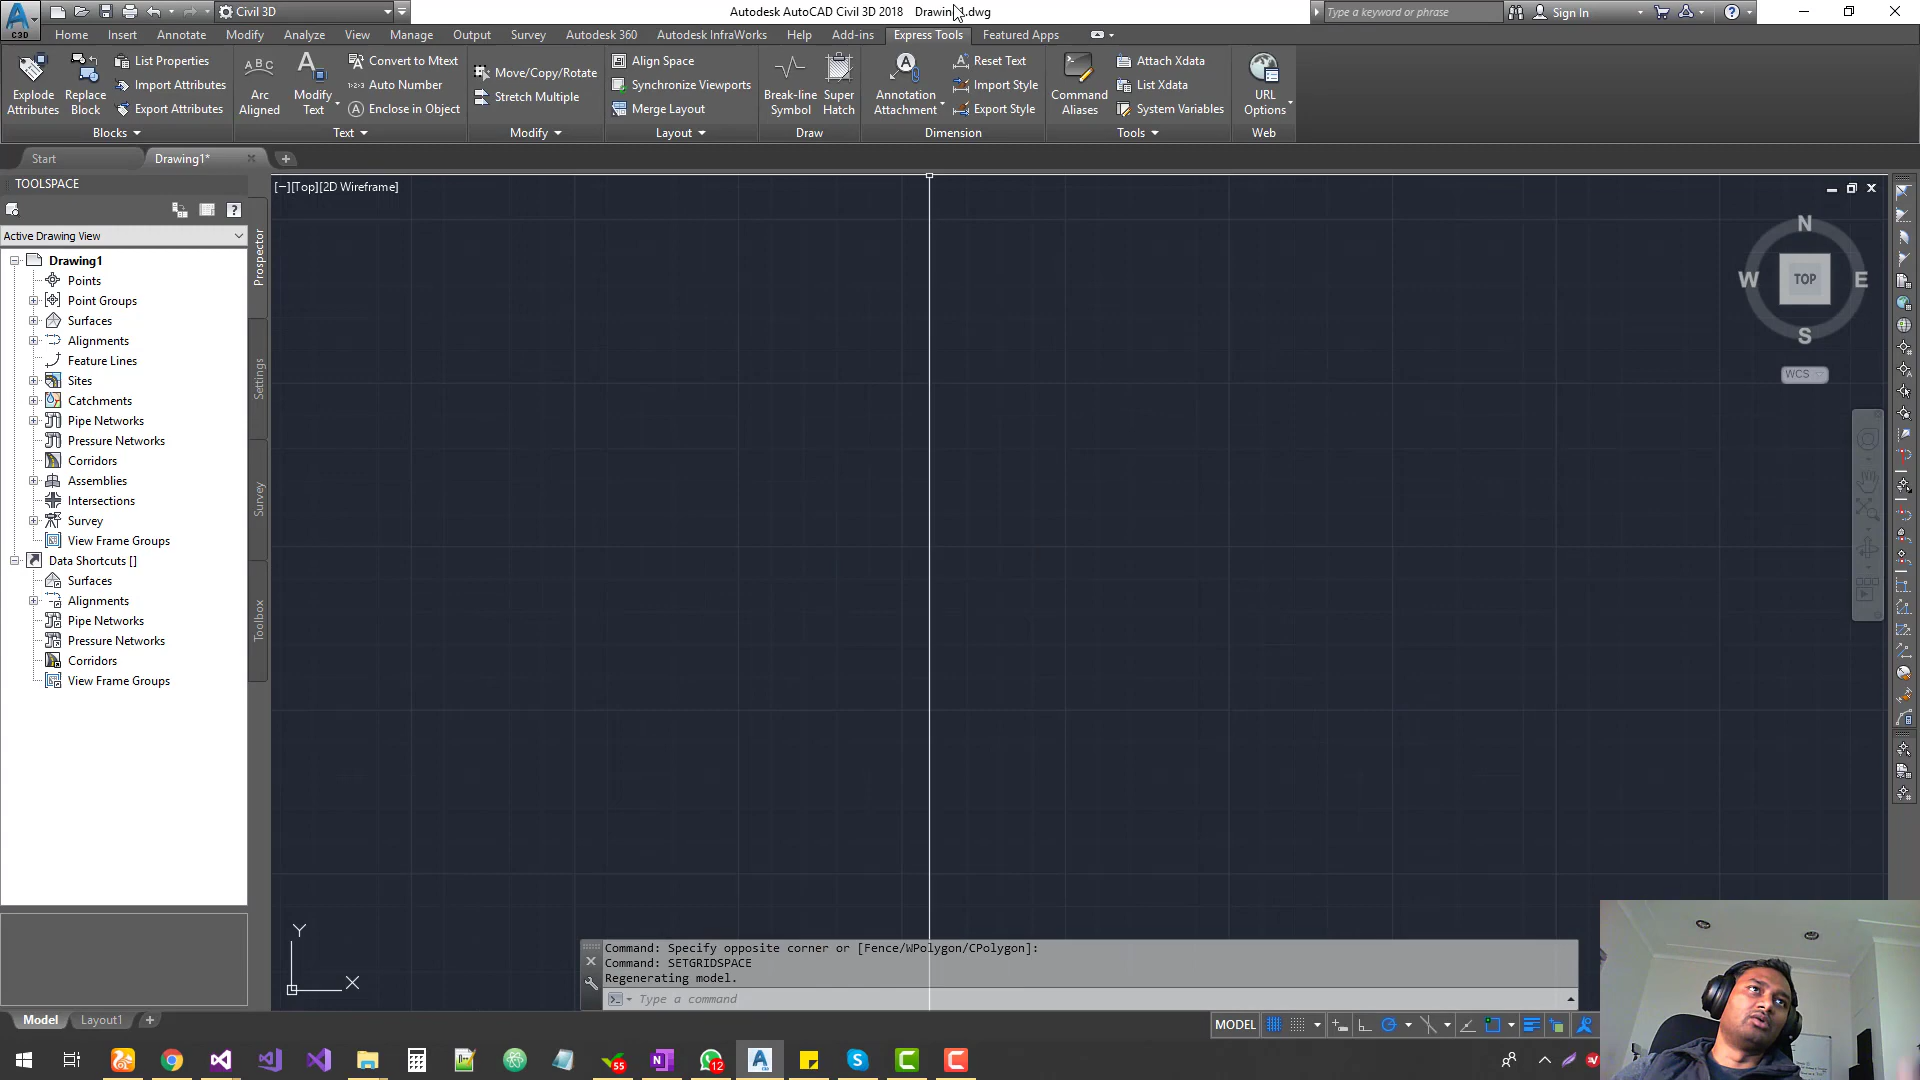 Civil 3D
Autodesk AutoCAD Civil 3D 2018 Drawing1.dwg
Type a keyword or phrase
Sign In
C3D
Home Insert Annotate Modify Analyze View Manage Output Survey Autodesk 360 Autodesk InfraWorks Help Add-ins Express Tools Featured Apps
Explode Attributes
Replace Block
List Properties
Import Attributes
Export Attributes
Blocks
Arc Aligned
Modify Text
Convert to Mtext
Auto Number
Enclose in Object
Text
Move/Copy/Rotate
Stretch Multiple
Modify
Align Space
Synchronize Viewports
Merge Layout
Layout
Break-line Symbol
Super Hatch
Draw
Annotation Attachment
Reset Text
Import Style
Export Style
Dimension
Command Aliases
Attach Xdata
List Xdata
System Variables
Tools
URL Options
Web
Start
Drawing1*
TOOLSPACE
[−][Top][2D Wireframe]
Active Drawing View
Drawing1
Points
Point Groups
Surfaces
Alignments
Feature Lines
Sites
Catchments
Pipe Networks
Pressure Networks
Corridors
Assemblies
Intersections
Survey
View Frame Groups
Data Shortcuts []
Surfaces
Alignments
Pipe Networks
Pressure Networks
Corridors
View Frame Groups
Prospector
Settings
Survey
Toolbox
N
W TOP E
S
WCS
Y
X
Command: Specify opposite corner or [Fence/WPolygon/CPolygon]:
Command: SETGRIDSPACE
Regenerating model.
Type a command
Model Layout1
MODEL
55
12